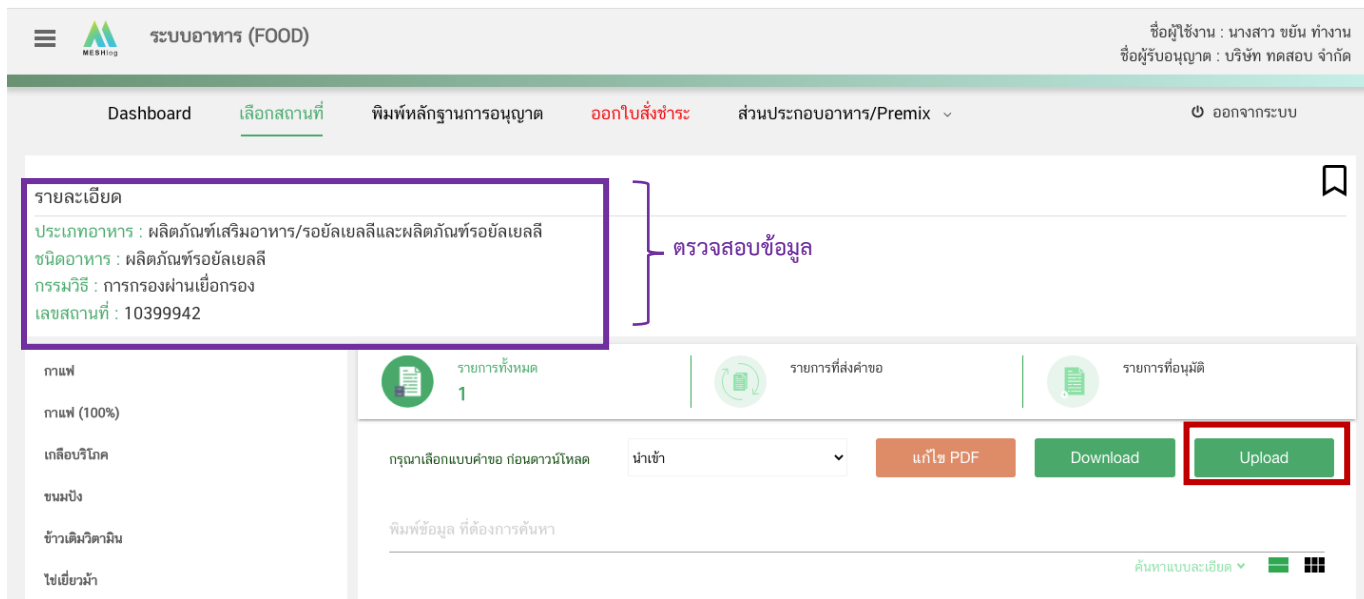 MESHlog
ระบบอาหาร (FOOD)
ชื่อผู้ใช้งาน : นางสาว ขยัน ทำงาน
ชื่อผู้รับอนุญาต : บริษัท ทดสอบ จำกัด
Dashboard เลือกสถานที่ พิมพ์หลักฐานการอนุญาต ออกใบสั่งชำระ ส่วนประกอบอาหาร/Premix ออกจากระบบ
รายละเอียด
ประเภทอาหาร : ผลิตภัณฑ์เสริมอาหาร/รอยัลเยลลีและผลิตภัณฑ์รอยัลเยลลี
ชนิดอาหาร : ผลิตภัณฑ์รอยัลเยลลี
กรรมวิธี : การกรองผ่านเยื่อกรอง
เลขสถานที่ : 10399942
ตรวจสอบข้อมูล
กาแฟ
กาแฟ (100%)
เกลือบริโภค
ขนมปัง
ข้าวเติมวิตามิน
ไข่เยี่ยวม้า
รายการทั้งหมด
1
รายการที่ส่งคำขอ
รายการที่อนุมัติ
กรุณาเลือกแบบคำขอ ก่อนดาวน์โหลด นำเข้า แก้ไข PDF Download Upload
พิมพ์ข้อมูล ที่ต้องการค้นหา
ค้นหาแบบละเอียด